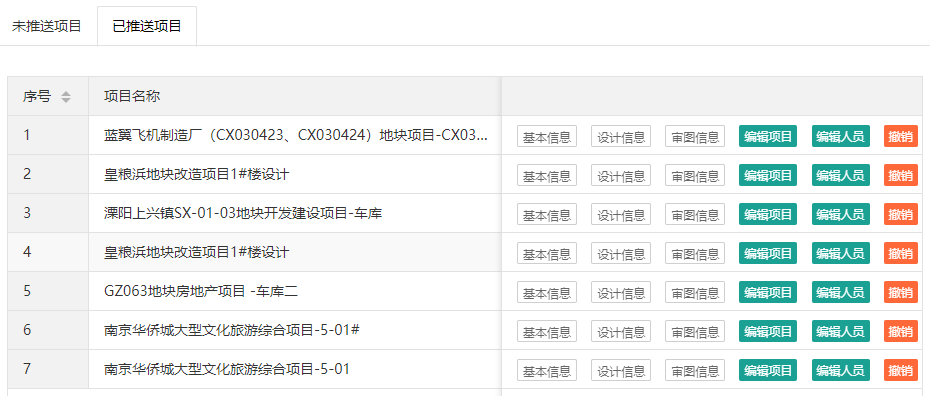 未推送项目 已推送项目
序号 项目名称
1 蓝翼飞机制造厂（CX030423、CX030424）地块项目-CX03... 基本信息 设计信息 审图信息 编辑项目 编辑人员 撤销
2 皇粮浜地块改造项目1#楼设计 基本信息 设计信息 审图信息 编辑项目 编辑人员 撤销
3 溧阳上兴镇SX-01-03地块开发建设项目-车库 基本信息 设计信息 审图信息 编辑项目 编辑人员 撤销
4 皇粮浜地块改造项目1#楼设计 基本信息 设计信息 审图信息 编辑项目 编辑人员 撤销
5 GZ063地块房地产项目 -车库二 基本信息 设计信息 审图信息 编辑项目 编辑人员 撤销
6 南京华侨城大型文化旅游综合项目-5-01# 基本信息 设计信息 审图信息 编辑项目 编辑人员 撤销
7 南京华侨城大型文化旅游综合项目-5-01 基本信息 设计信息 审图信息 编辑项目 编辑人员 撤销